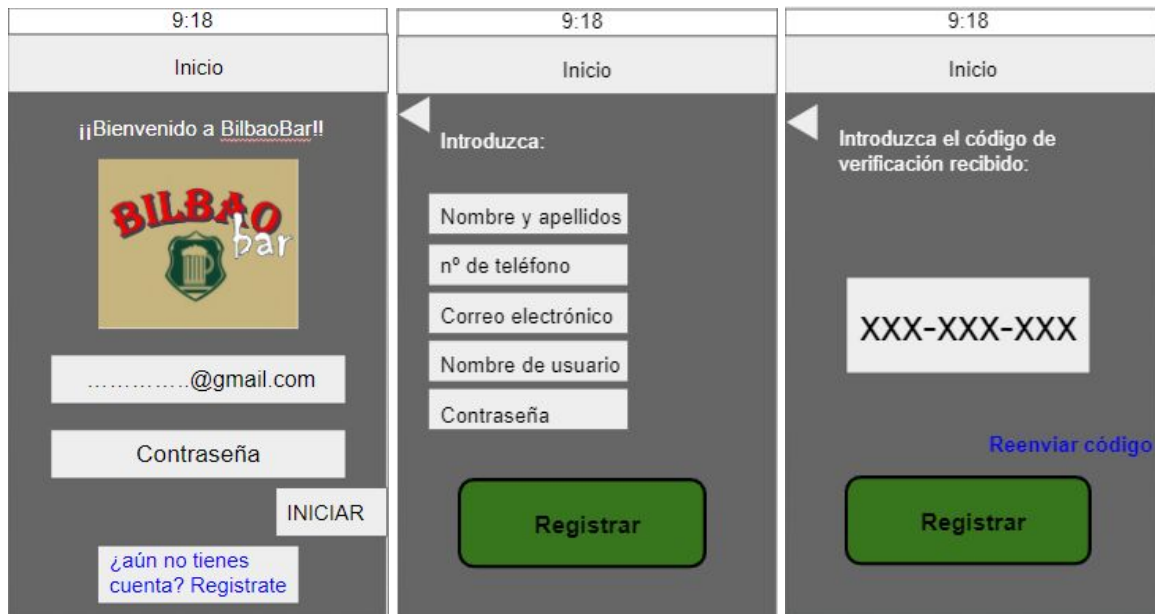 9:18
Inicio
¡¡Bienvenido a BilbaoBar!!
BILBAO
bar
…………..@gmail.com
Contraseña
INICIAR
¿aún no tienes
cuenta? Registrate
9:18
Inicio
Introduzca:
Nombre y apellidos
nº de teléfono
Correo electrónico
Nombre de usuario
Contraseña
Registrar
9:18
Inicio
Introduzca el código de
verificación recibido:
XXX-XXX-XXX
Reenviar código
Registrar